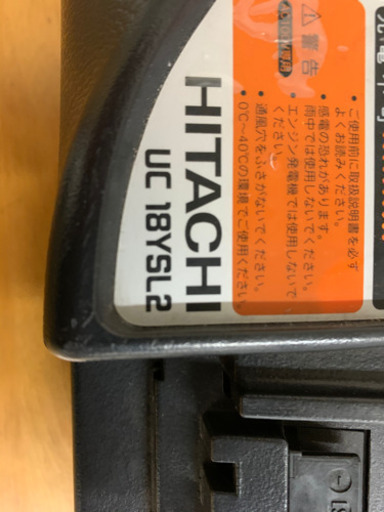 HITACHI
UC 18YSL2
⚠ 警告
・ご使用前に取扱説明書を必ず
よくお読みください。
・感電の恐れがあります。
雨中では使用しないでください。
・エンジン発電機では使用しないで
ください。
・通風穴をふさがないでください。
・0℃〜40℃の環境でご使用ください